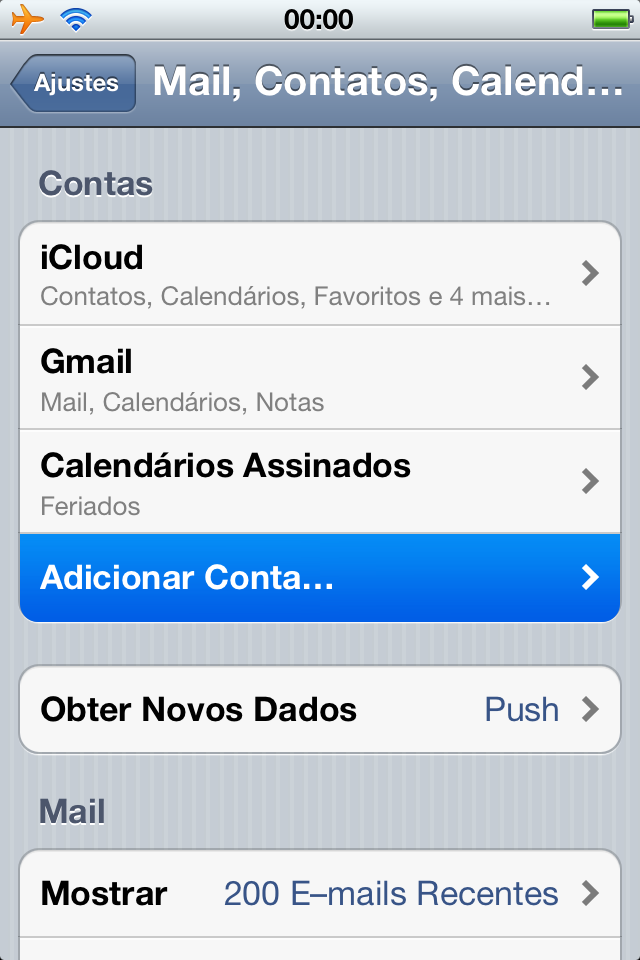 00:00
Ajustes
Mail, Contatos, Calend...
Contas
iCloud
Contatos, Calendários, Favoritos e 4 mais...
Gmail
Mail, Calendários, Notas
Calendários Assinados
Feriados
Adicionar Conta...
Obter Novos Dados Push
Mail
Mostrar 200 E–mails Recentes